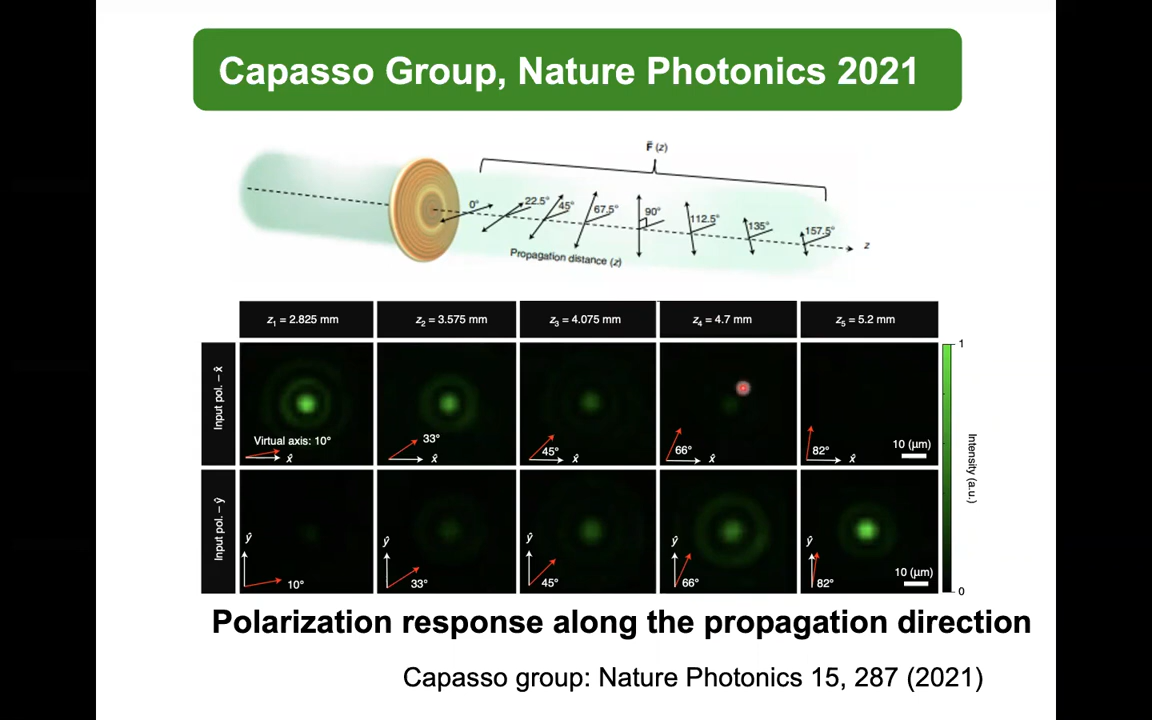 Capasso Group, Nature Photonics 2021
F̄ (z)
0°
22.5°
45°
67.5°
90°
112.5°
135°
157.5°
z
Propagation distance (z)
z₁ = 2.825 mm
z₂ = 3.575 mm
z₃ = 4.075 mm
z₄ = 4.7 mm
z₅ = 5.2 mm
Input pol. – x̂
Virtual axis: 10°
x̂
33°
x̂
45°
x̂
66°
x̂
82°
x̂
10 (μm)
1
Intensity (a.u.)
0
Input pol. – ŷ
ŷ
10°
ŷ
33°
ŷ
45°
ŷ
66°
ŷ
82°
10 (μm)
Polarization response along the propagation direction
Capasso group: Nature Photonics 15, 287 (2021)